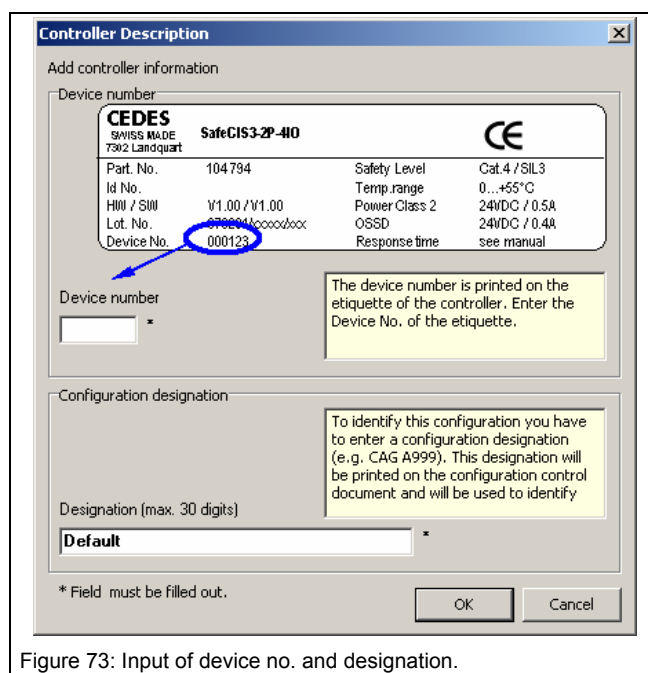 Controller Description
Add controller information
Device number
CEDES
SWISS MADE SafeCIS3-2P-4IO CE
7302 Landquart
Part. No. 104794 Safety Level Cat.4 / SIL3
Id No. Temp.range 0...+55°C
HW / SW V1.00 / V1.00 Power Class 2 24VDC / 0.5A
Lot. No. OSSD 24VDC / 0.4A
Device No. 000123 Response time see manual
Device number
*
The device number is printed on the
etiquette of the controller. Enter the
Device No. of the etiquette.
Configuration designation
To identify this configuration you have
to enter a configuration designation
(e.g. CAG A999). This designation will
be printed on the configuration control
document and will be used to identify
Designation (max. 30 digits)
Default *
* Field must be filled out.
OK Cancel
Figure 73: Input of device no. and designation.